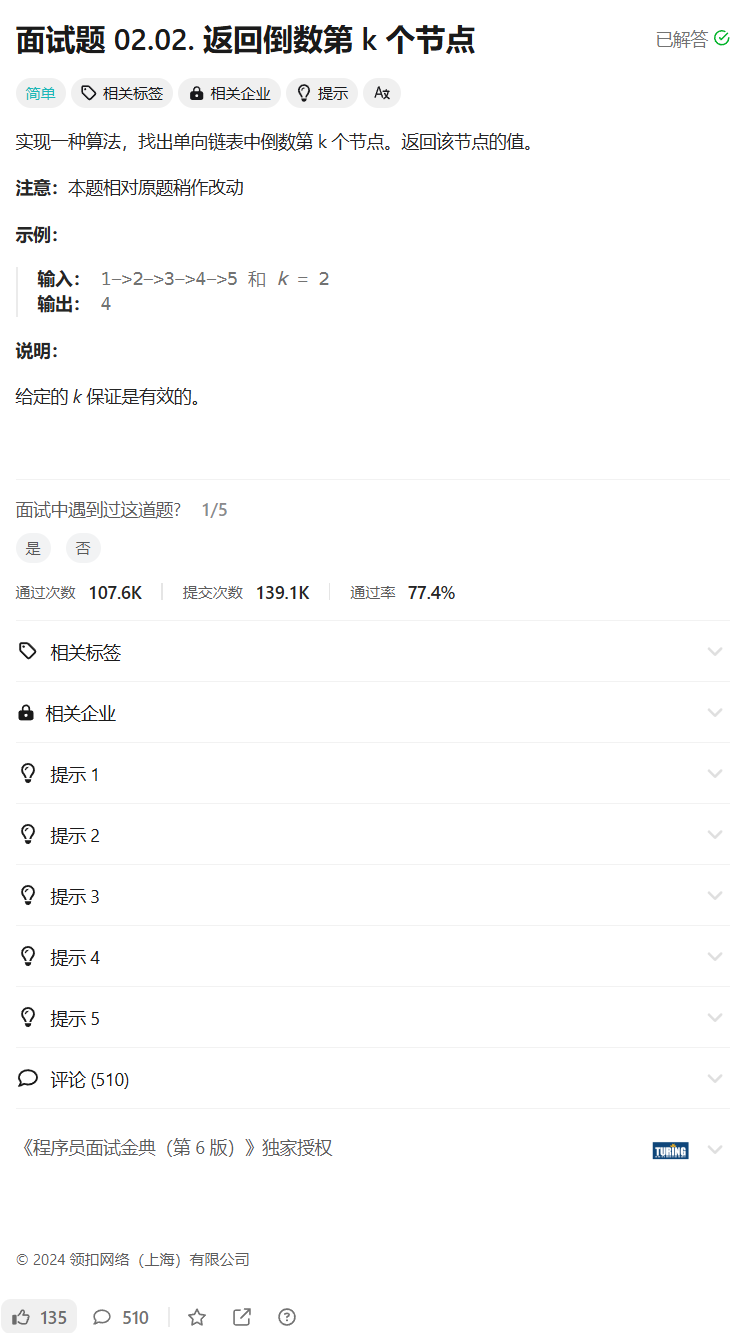 面试题 02.02. 返回倒数第 k 个节点
已解答
简单 相关标签 相关企业 提示 Aあ
实现一种算法，找出单向链表中倒数第 k 个节点。返回该节点的值。
注意：本题相对原题稍作改动
示例：
输入： 1->2->3->4->5 和 k = 2
输出： 4
说明：
给定的 k 保证是有效的。
面试中遇到过这道题? 1/5
是 否
通过次数 107.6K 提交次数 139.1K 通过率 77.4%
相关标签
相关企业
提示 1
提示 2
提示 3
提示 4
提示 5
评论 (510)
《程序员面试金典（第 6 版）》独家授权 TURING
© 2024 领扣网络（上海）有限公司
135 510